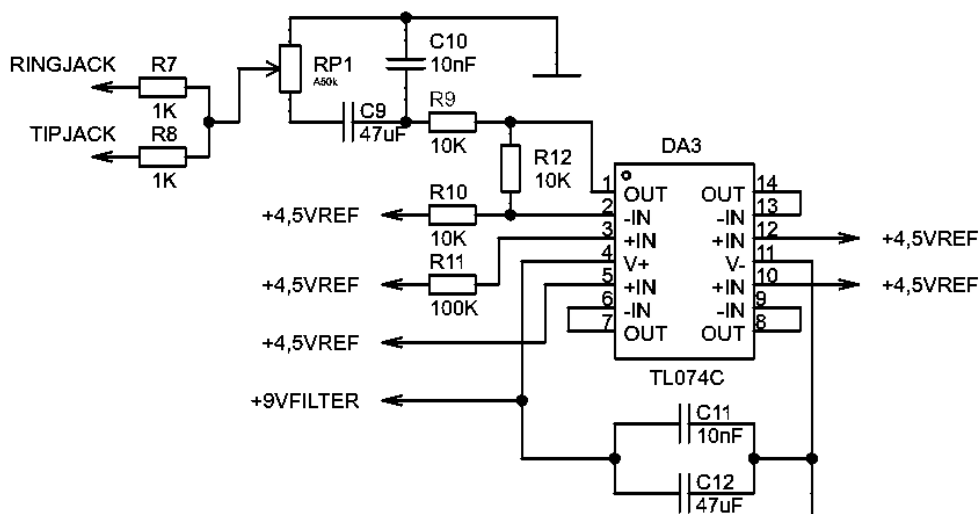 C10
10nF
RINGJACK
R7
1K
RP1
A50k
TIPJACK
R8
1K
C9
47uF
R9
10K
R12
10K
DA3
+4,5VREF
R10
10K
+4,5VREF
R11
100K
+4,5VREF
+9VFILTER
1 OUT OUT 14
2 -IN -IN 13
3 +IN +IN 12
4 V+ V- 11
5 +IN +IN 10
6 -IN -IN 9
7 OUT OUT 8
+4,5VREF
+4,5VREF
TL074C
C11
10nF
C12
47uF